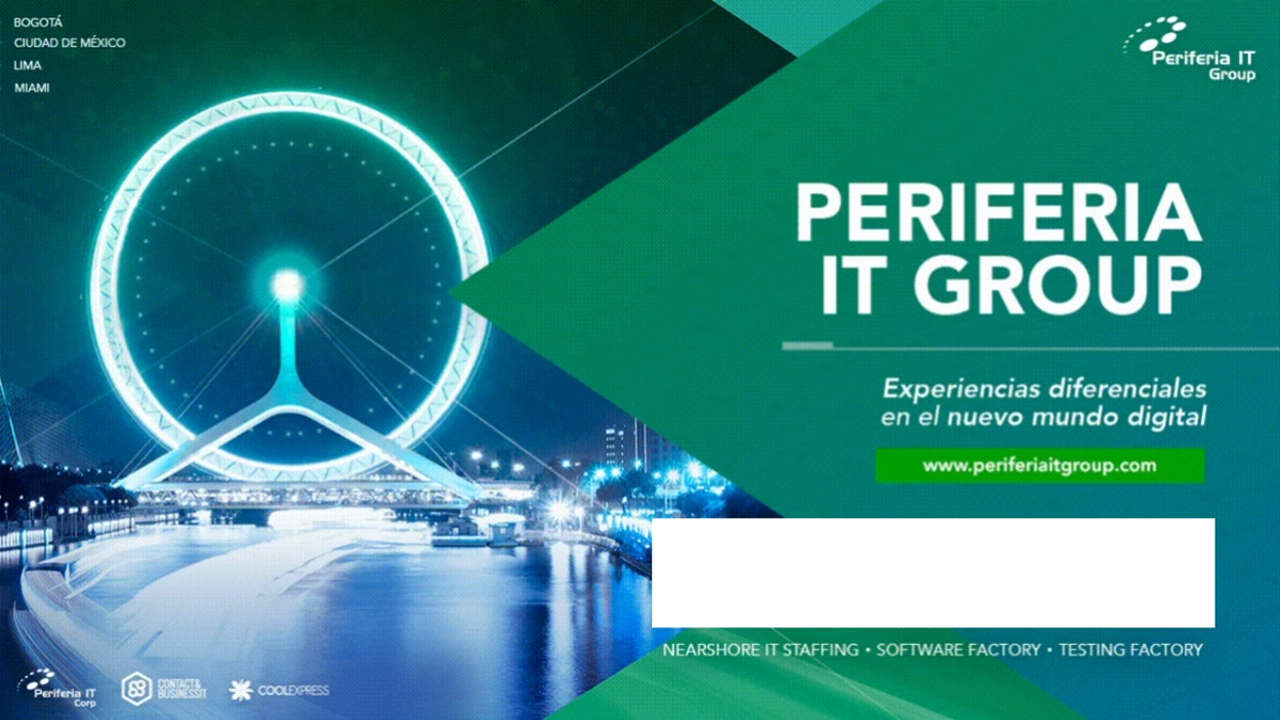 BOGOTÁ
CIUDAD DE MÉXICO
LIMA
MIAMI
Periferia IT
Group
PERIFERIA
IT GROUP
Experiencias diferenciales
en el nuevo mundo digital
www.periferiaitgroup.com
NEARSHORE IT STAFFING • SOFTWARE FACTORY • TESTING FACTORY
Periferia IT
Corp
CONTACT&
BUSINESSIT
COOLEXPRESS